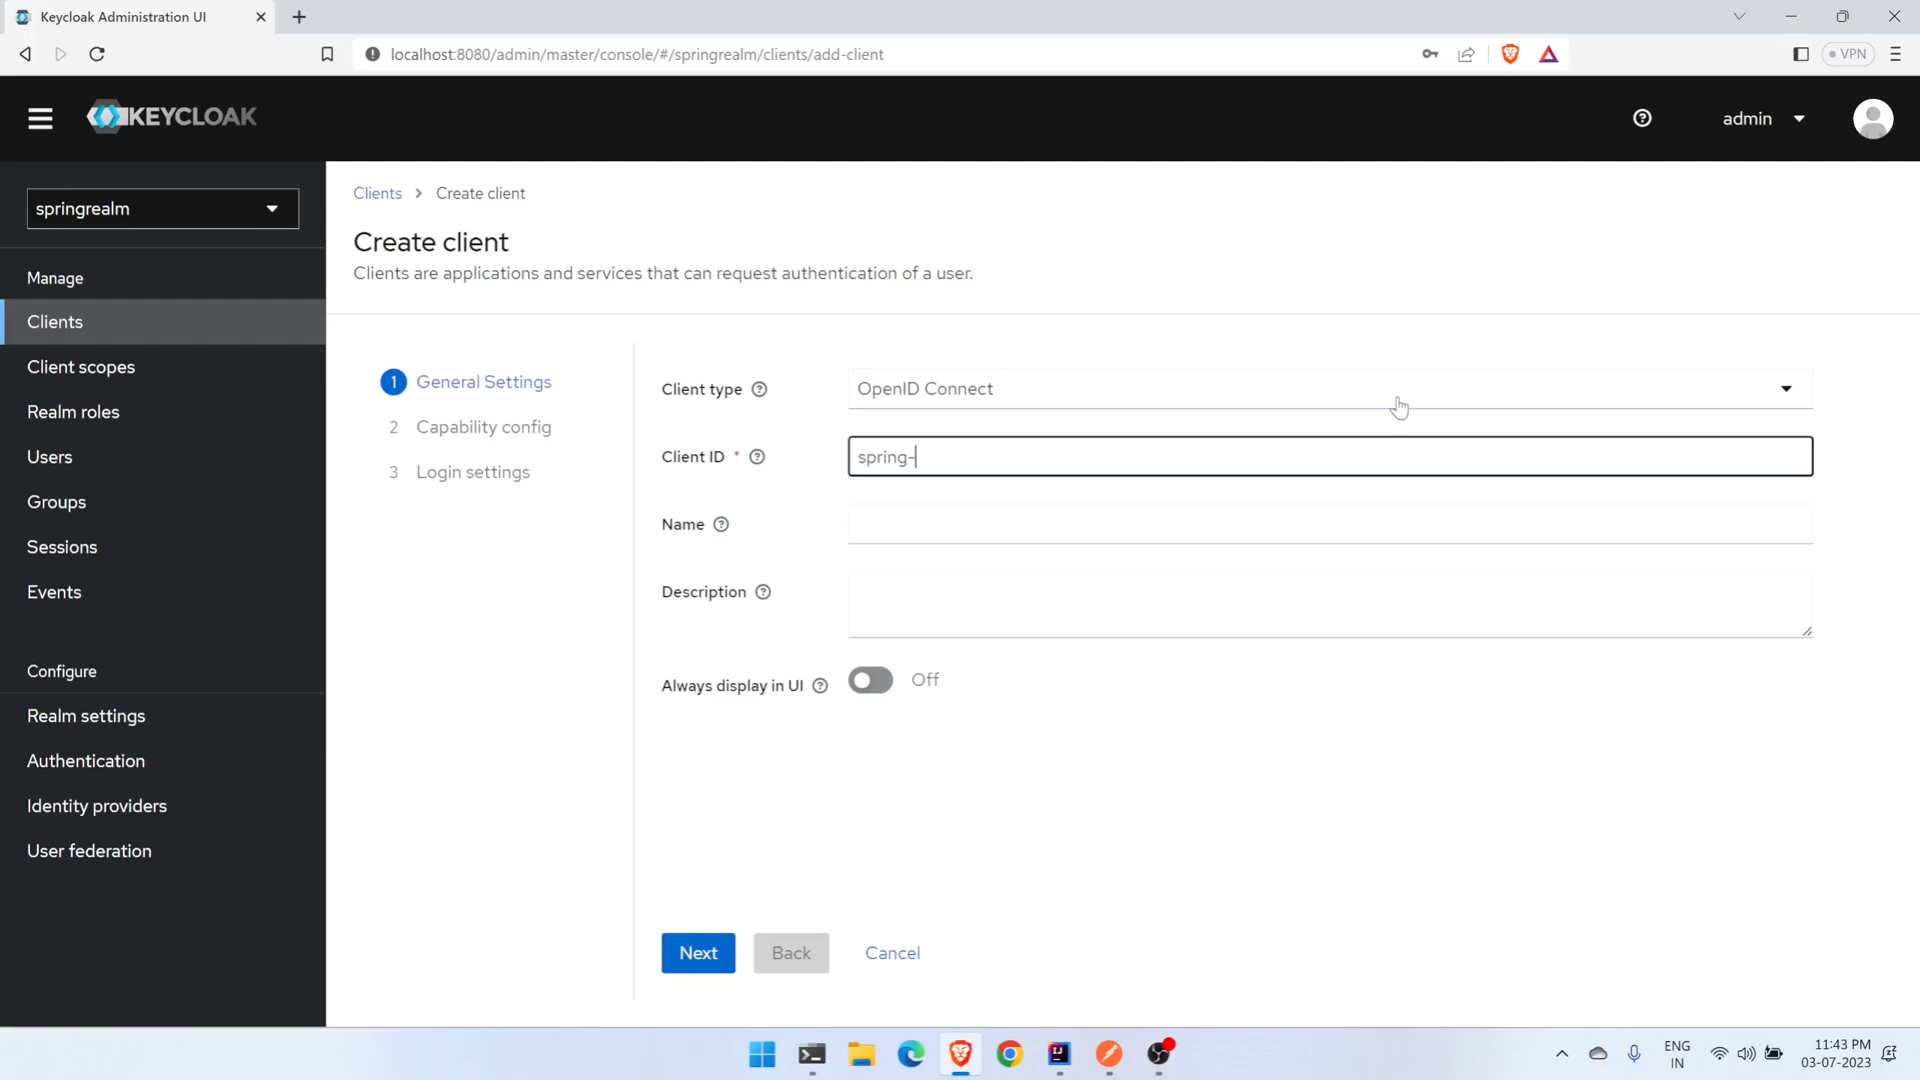 Keycloak Administration UI
localhost:8080/admin/master/console/#/springrealm/clients/add-client
VPN
KEYCLOAK
admin
springrealm
Manage
Clients
Client scopes
Realm roles
Users
Groups
Sessions
Events
Configure
Realm settings
Authentication
Identity providers
User federation
Clients > Create client
Create client
Clients are applications and services that can request authentication of a user.
1 General Settings
2 Capability config
3 Login settings
Client type
OpenID Connect
Client ID *
spring-
Name
Description
Always display in UI
Off
Next
Back
Cancel
ENG
IN
11:43 PM
03-07-2023